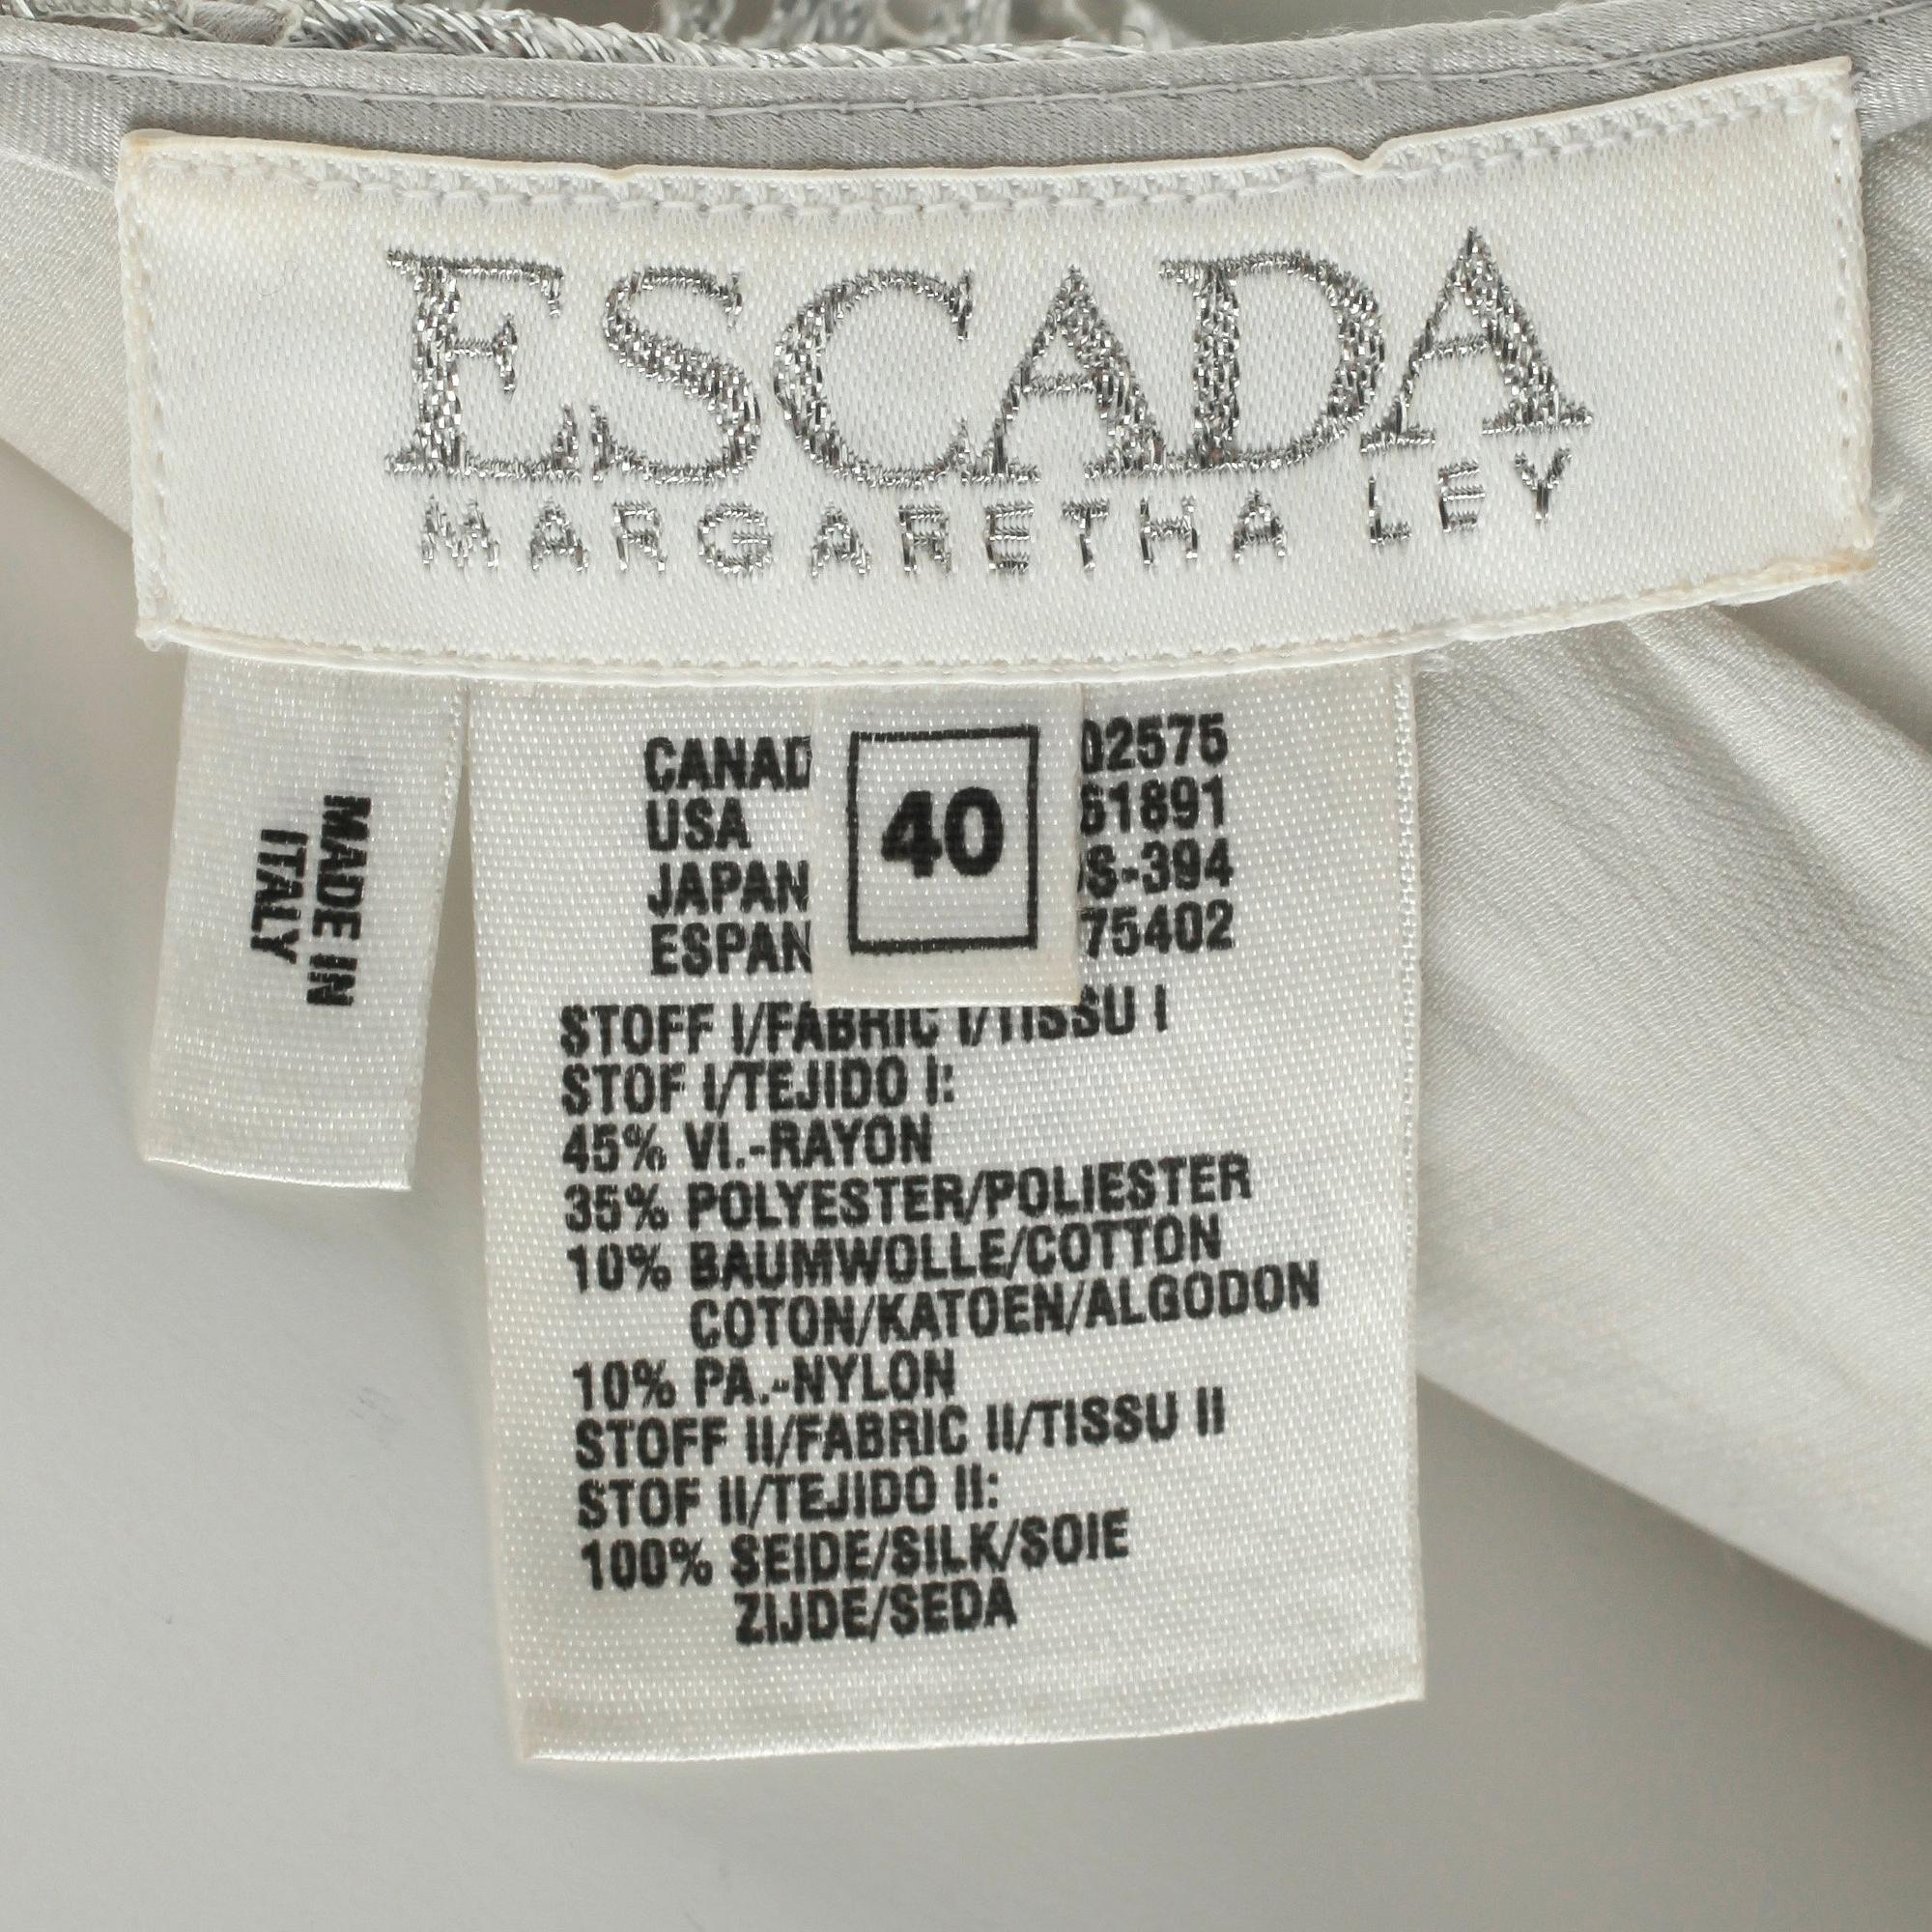 ESCADA
MARGARETHA LEY
MADE IN
ITALY
40
CANAD 02575
USA 61891
JAPAN S-394
ESPAN 75402
STOFF I/FABRIC I/TISSU I
STOF I/TEJIDO I:
45% VI.-RAYON
35% POLYESTER/POLIESTER
10% BAUMWOLLE/COTTON
COTON/KATOEN/ALGODON
10% PA.-NYLON
STOFF II/FABRIC II/TISSU II
STOF II/TEJIDO II:
100% SEIDE/SILK/SOIE
ZIJDE/SEDA